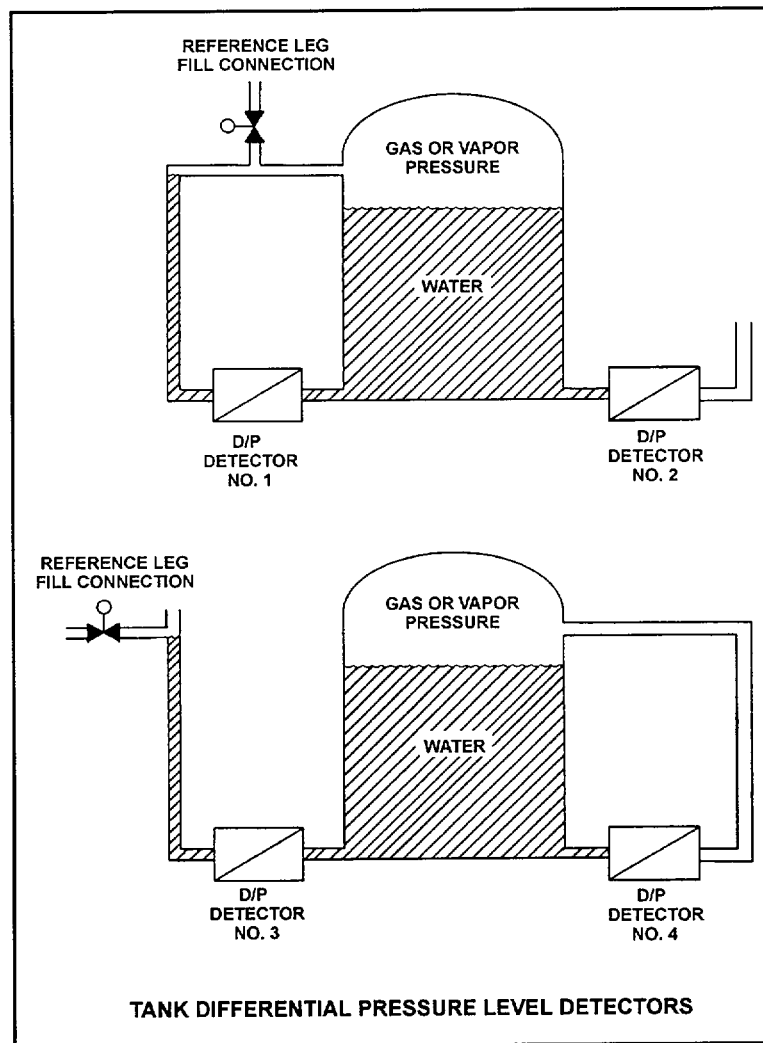 REFERENCE LEG
FILL CONNECTION
GAS OR VAPOR
PRESSURE
WATER
D/P
DETECTOR
NO. 1
D/P
DETECTOR
NO. 2
REFERENCE LEG
FILL CONNECTION
GAS OR VAPOR
PRESSURE
WATER
D/P
DETECTOR
NO. 3
D/P
DETECTOR
NO. 4
TANK DIFFERENTIAL PRESSURE LEVEL DETECTORS